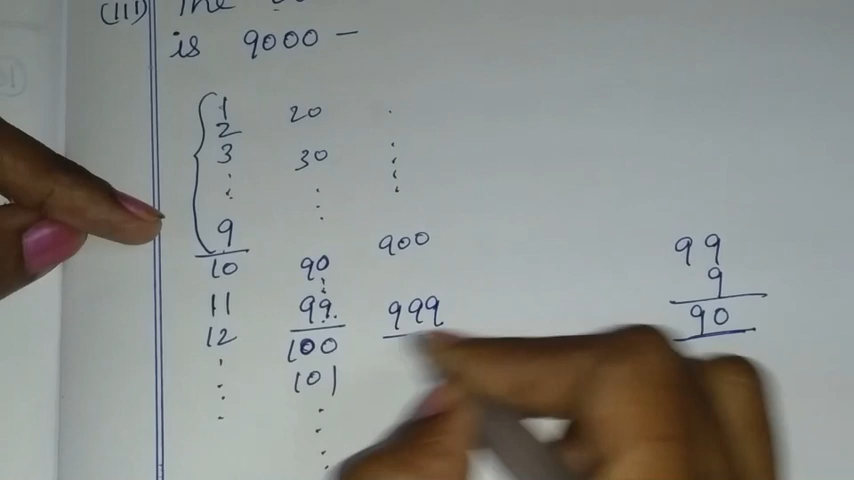 (III) The
is 9000 —
1 20 .
2
3 30 :
: : :
9 900
10 90
11 99. 999
12 100
. 101
. .
. .
99
9
90